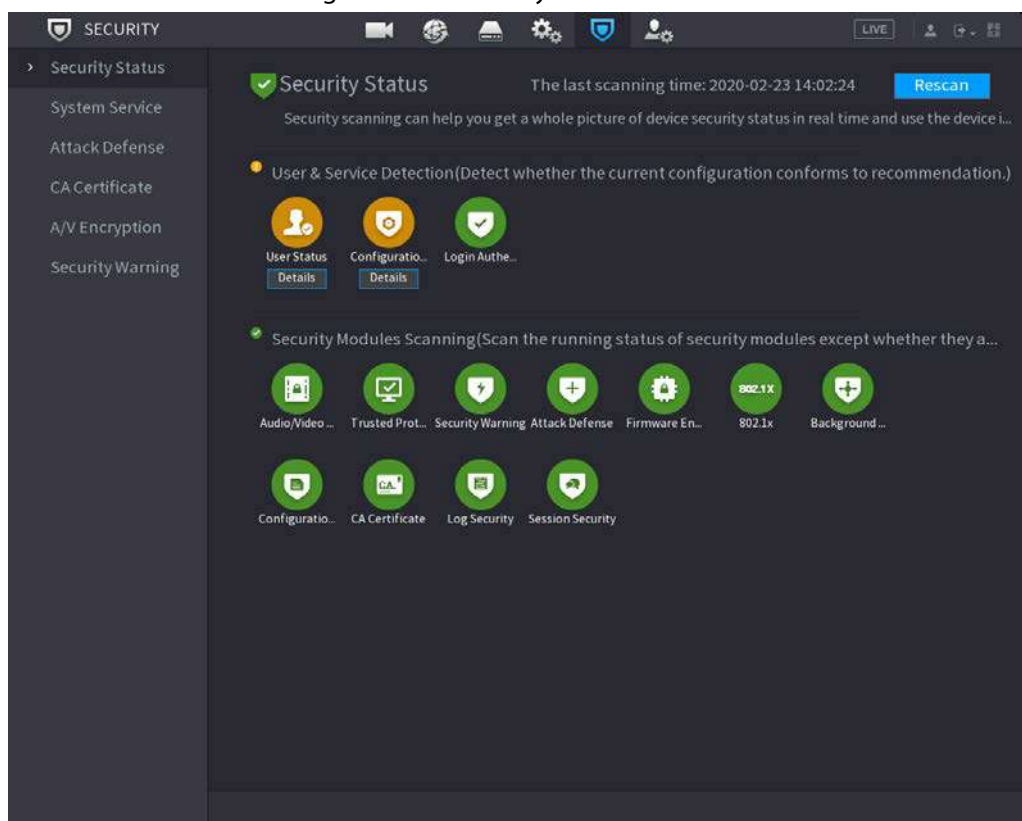 SECURITY
LIVE
Security Status
System Service
Attack Defense
CA Certificate
A/V Encryption
Security Warning
Security Status
The last scanning time: 2020-02-23 14:02:24
Rescan
Security scanning can help you get a whole picture of device security status in real time and use the device i...
User & Service Detection(Detect whether the current configuration conforms to recommendation.)
User Status
Configuratio...
Login Authe...
Details
Details
Security Modules Scanning(Scan the running status of security modules except whether they a...
802.1X
Audio/Video ...
Trusted Prot...
Security Warning
Attack Defense
Firmware En...
802.1x
Background ...
CA
Configuratio...
CA Certificate
Log Security
Session Security